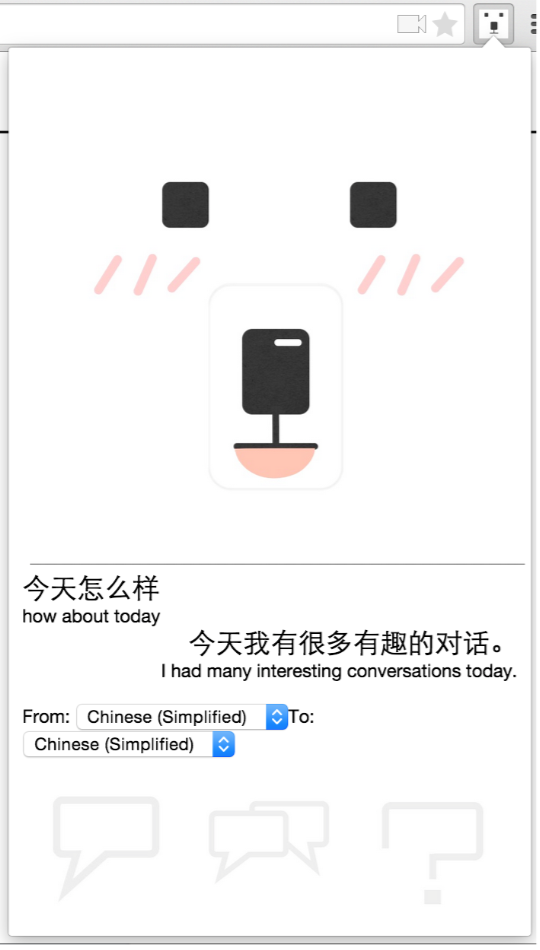 今天怎么样
how about today
今天我有很多有趣的对话。
I had many interesting conversations today.
From: Chinese (Simplified) To:
Chinese (Simplified)